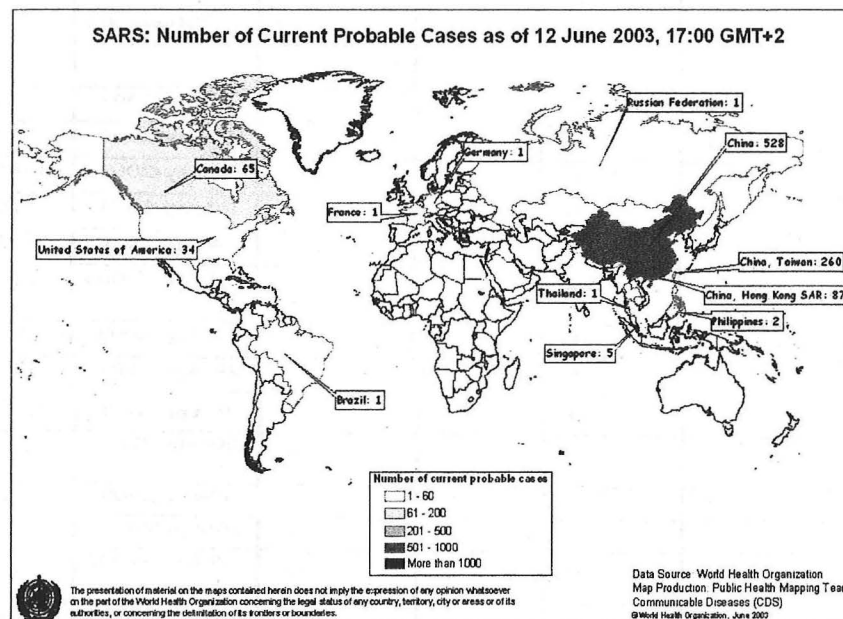 SARS: Number of Current Probable Cases as of 12 June 2003, 17:00 GMT+2
Russian Federation: 1
Germany: 1
China: 528
Canada: 65
France: 1
United States of America: 34
China, Taiwan: 260
Thailand: 1
China, Hong Kong SAR: 87
Philippines: 2
Singapore: 5
Brazil: 1
Number of current probable cases
1 - 60
61 - 200
201 - 500
501 - 1000
More than 1000
The presentation of material on the maps contained herein does not imply the expression of any opinion whatsoever
on the part of the World Health Organization concerning the legal status of any country, territory, city or areas or of its
authorities, or concerning the delimitation of its frontiers or boundaries.
Data Source: World Health Organization
Map Production: Public Health Mapping Team
Communicable Diseases (CDS)
©World Health Organization, June 2003